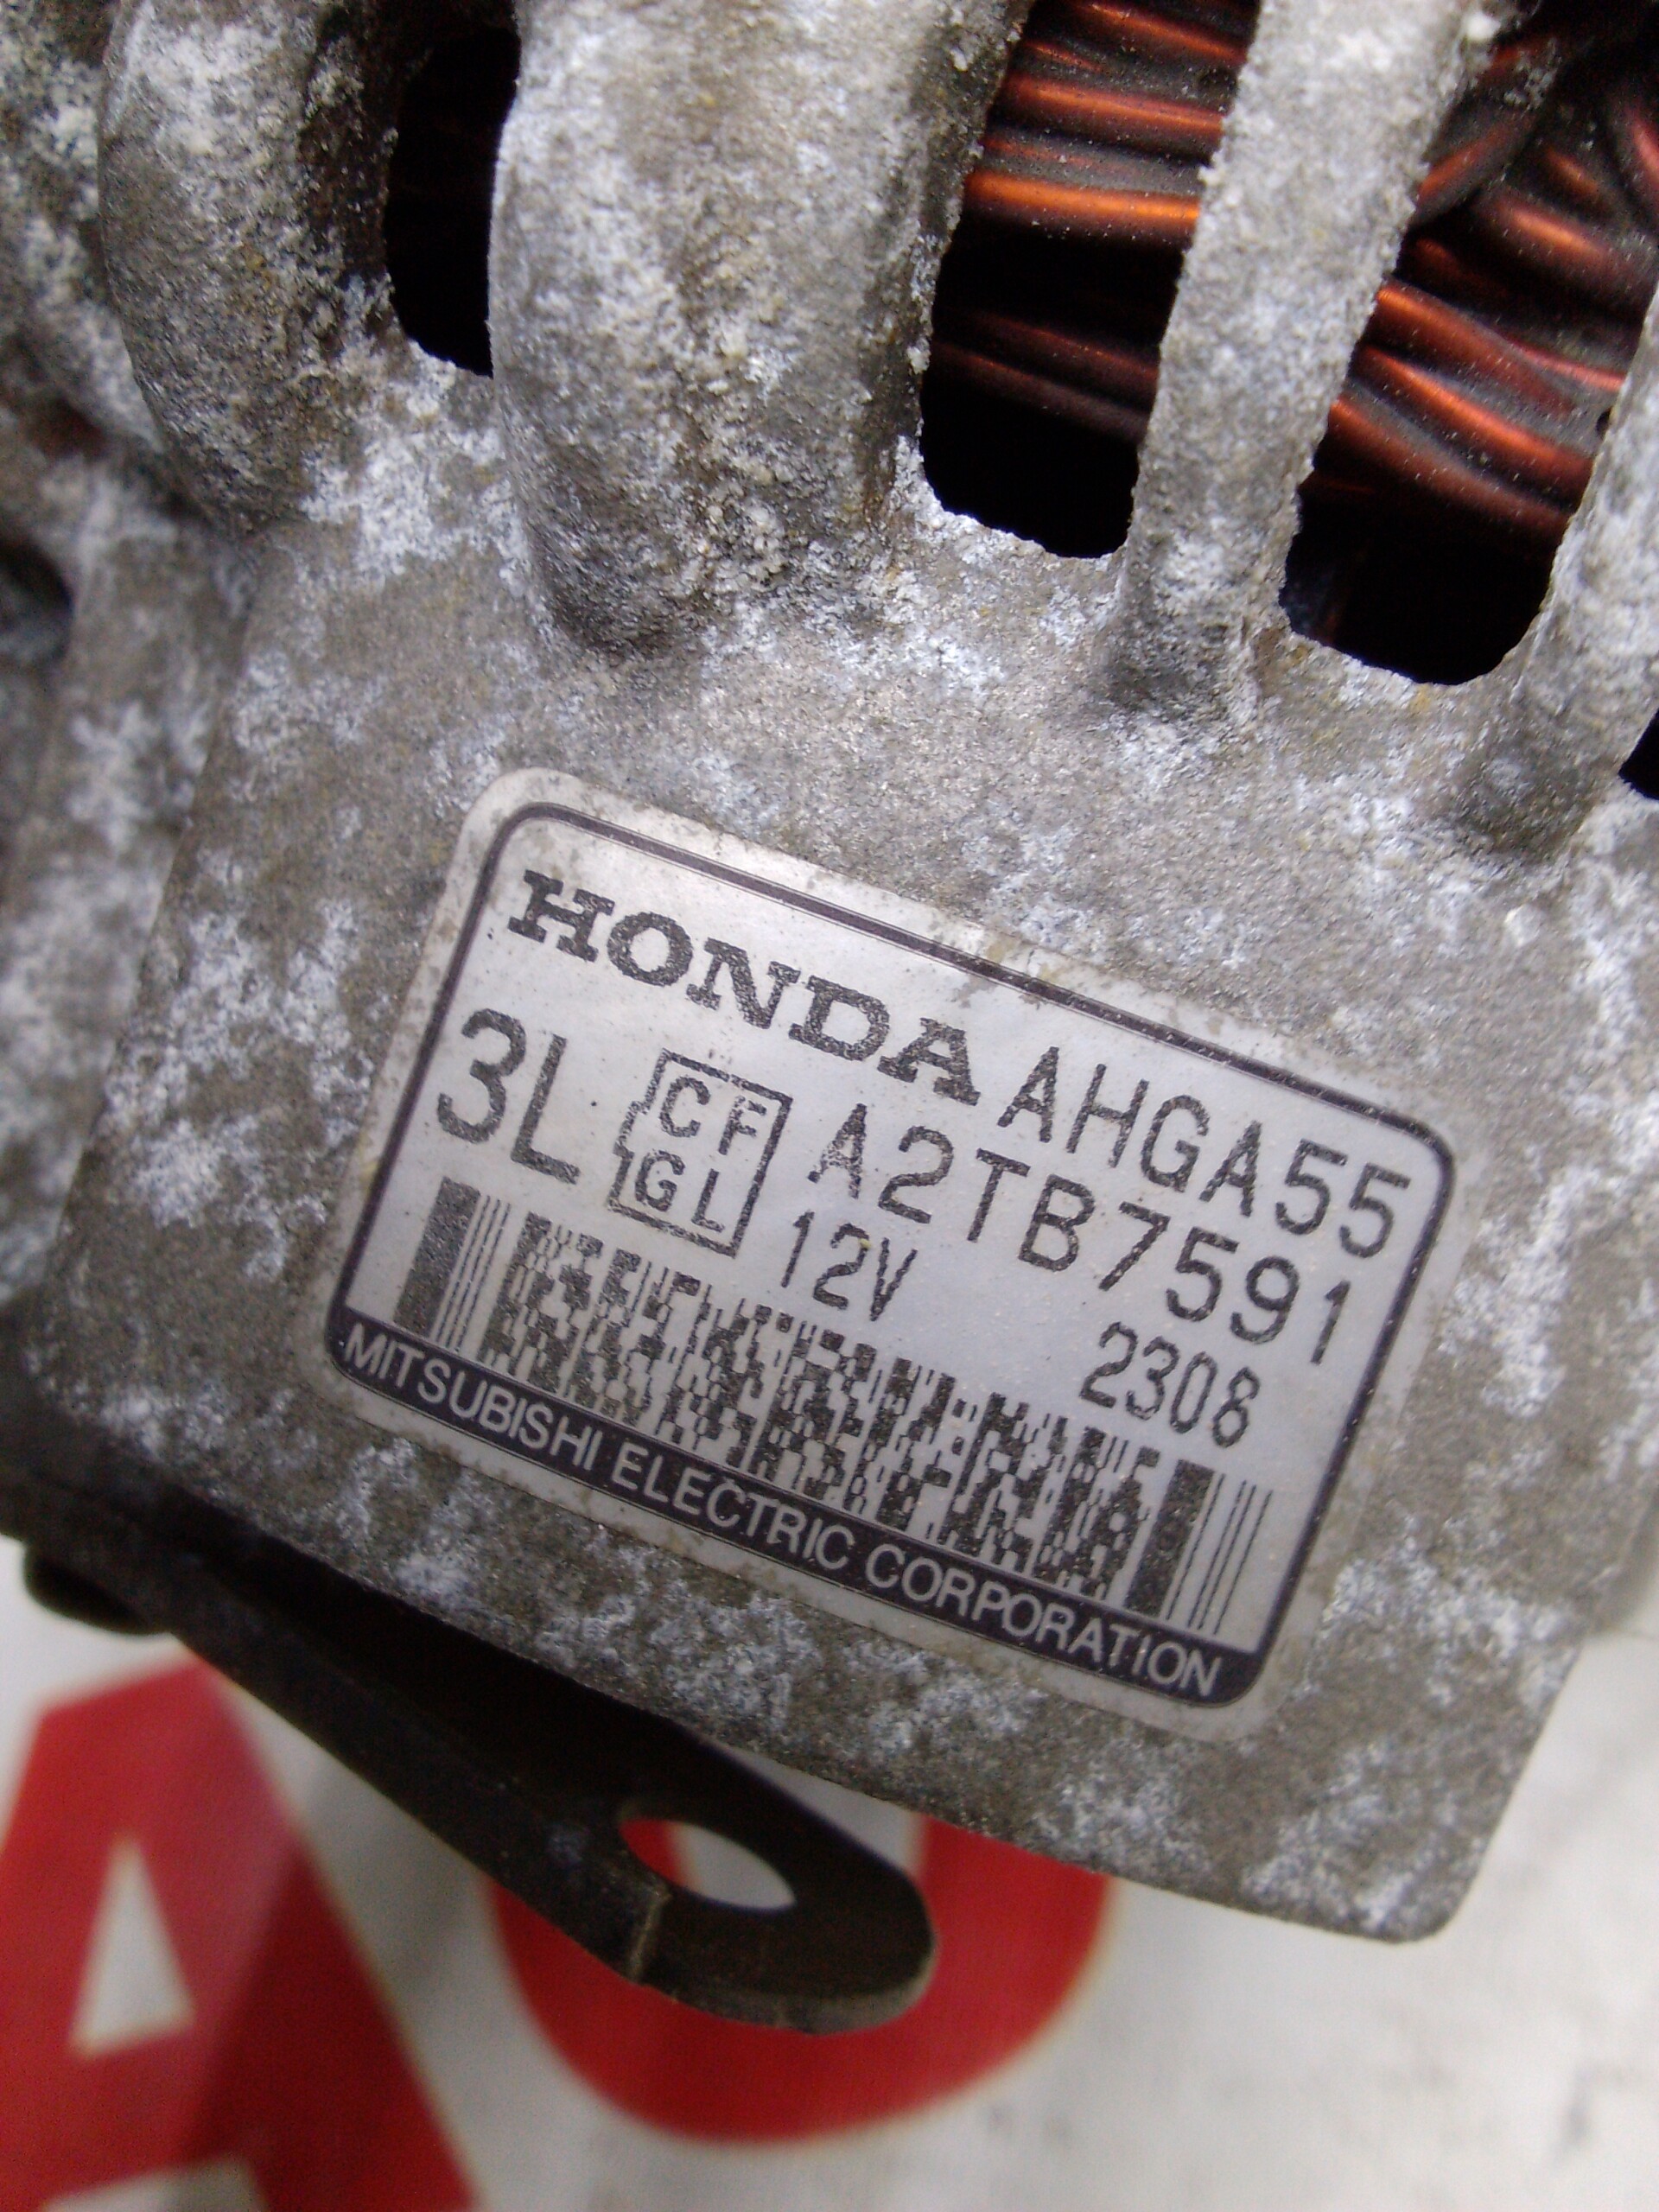 HONDA AHGA55
3L CF A2TB7591
GL 12V 2308
MITSUBISHI ELECTRIC CORPORATION